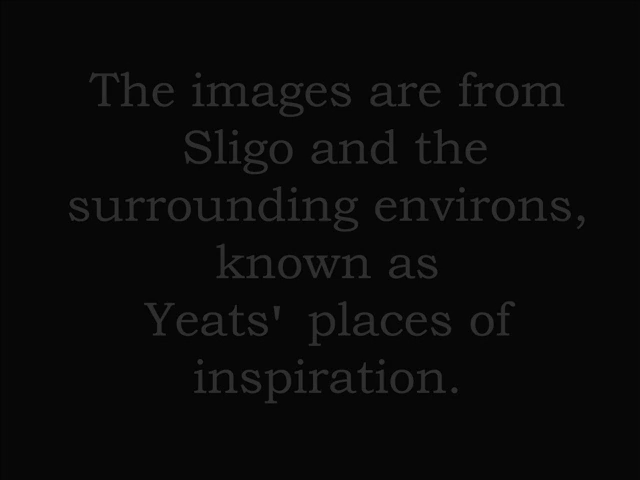 The images are from
Sligo and the
surrounding environs,
known as
Yeats' places of
inspiration.